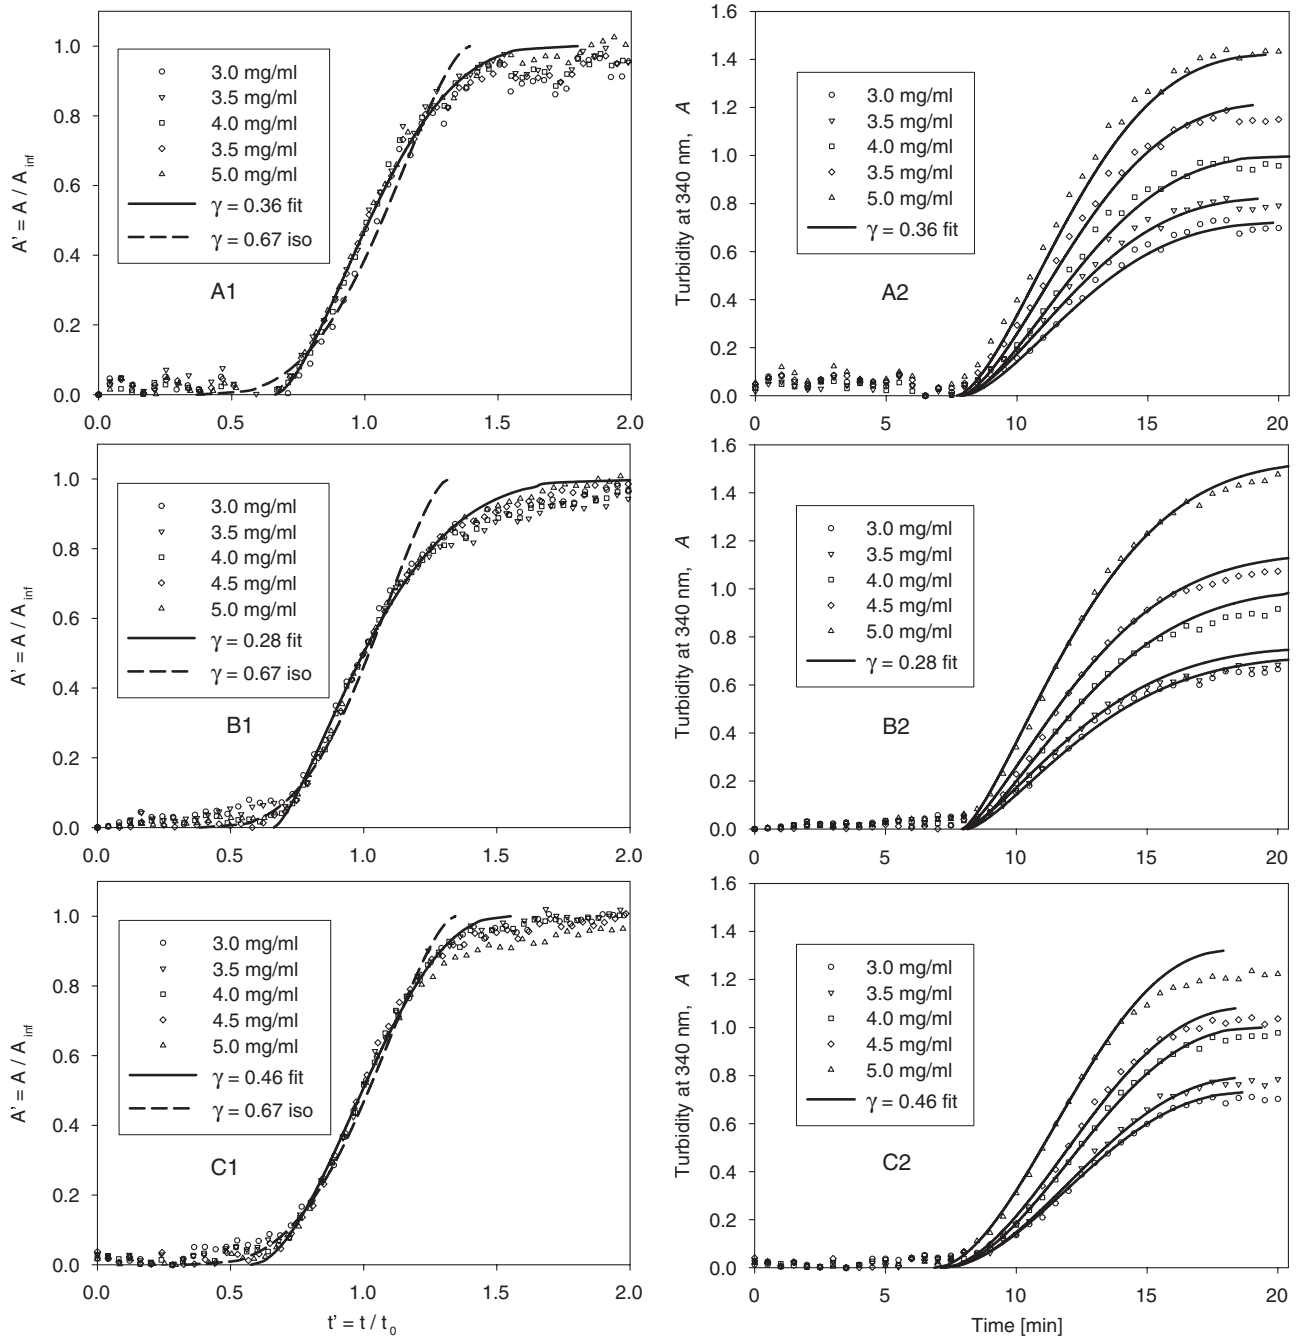 A' = A / Ainf
1.0
0.8
0.6
0.4
0.2
0.0
3.0 mg/ml
3.5 mg/ml
4.0 mg/ml
3.5 mg/ml
5.0 mg/ml
γ = 0.36 fit
γ = 0.67 iso
A1
0.0 0.5 1.0 1.5 2.0
Turbidity at 340 nm, A
1.6
1.4
1.2
1.0
0.8
0.6
0.4
0.2
0.0
3.0 mg/ml
3.5 mg/ml
4.0 mg/ml
3.5 mg/ml
5.0 mg/ml
γ = 0.36 fit
A2
0 5 10 15 20
A' = A / Ainf
1.0
0.8
0.6
0.4
0.2
0.0
3.0 mg/ml
3.5 mg/ml
4.0 mg/ml
4.5 mg/ml
5.0 mg/ml
γ = 0.28 fit
γ = 0.67 iso
B1
0.0 0.5 1.0 1.5 2.0
Turbidity at 340 nm, A
1.6
1.4
1.2
1.0
0.8
0.6
0.4
0.2
0.0
3.0 mg/ml
3.5 mg/ml
4.0 mg/ml
4.5 mg/ml
5.0 mg/ml
γ = 0.28 fit
B2
0 5 10 15 20
A' = A / Ainf
1.0
0.8
0.6
0.4
0.2
0.0
3.0 mg/ml
3.5 mg/ml
4.0 mg/ml
4.5 mg/ml
5.0 mg/ml
γ = 0.46 fit
γ = 0.67 iso
C1
0.0 0.5 1.0 1.5 2.0
t' = t / t0
Turbidity at 340 nm, A
1.6
1.4
1.2
1.0
0.8
0.6
0.4
0.2
0.0
3.0 mg/ml
3.5 mg/ml
4.0 mg/ml
4.5 mg/ml
5.0 mg/ml
γ = 0.46 fit
C2
0 5 10 15 20
Time [min]